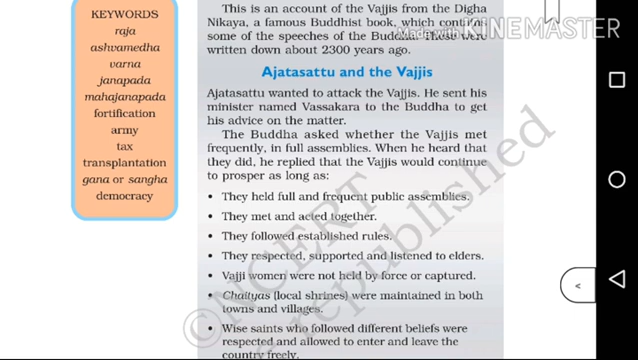 KEYWORDS
raja
ashvamedha
varna
janapada
mahajanapada
fortification
army
tax
transplantation
gana or sangha
democracy
This is an account of the Vajjis from the Digha
Nikaya, a famous Buddhist book, which contains
some of the speeches of the Buddha. These were
written down about 2300 years ago.
Made with KINEMASTER
Ajatasattu and the Vajjis
Ajatasattu wanted to attack the Vajjis. He sent his
minister named Vassakara to the Buddha to get
his advice on the matter.
The Buddha asked whether the Vajjis met
frequently, in full assemblies. When he heard that
they did, he replied that the Vajjis would continue
to prosper as long as:
• They held full and frequent public assemblies.
• They met and acted together.
• They followed established rules.
• They respected, supported and listened to elders.
• Vajji women were not held by force or captured.
• Chaityas (local shrines) were maintained in both
towns and villages.
• Wise saints who followed different beliefs were
respected and allowed to enter and leave the
country freely.
©NCERT
republished